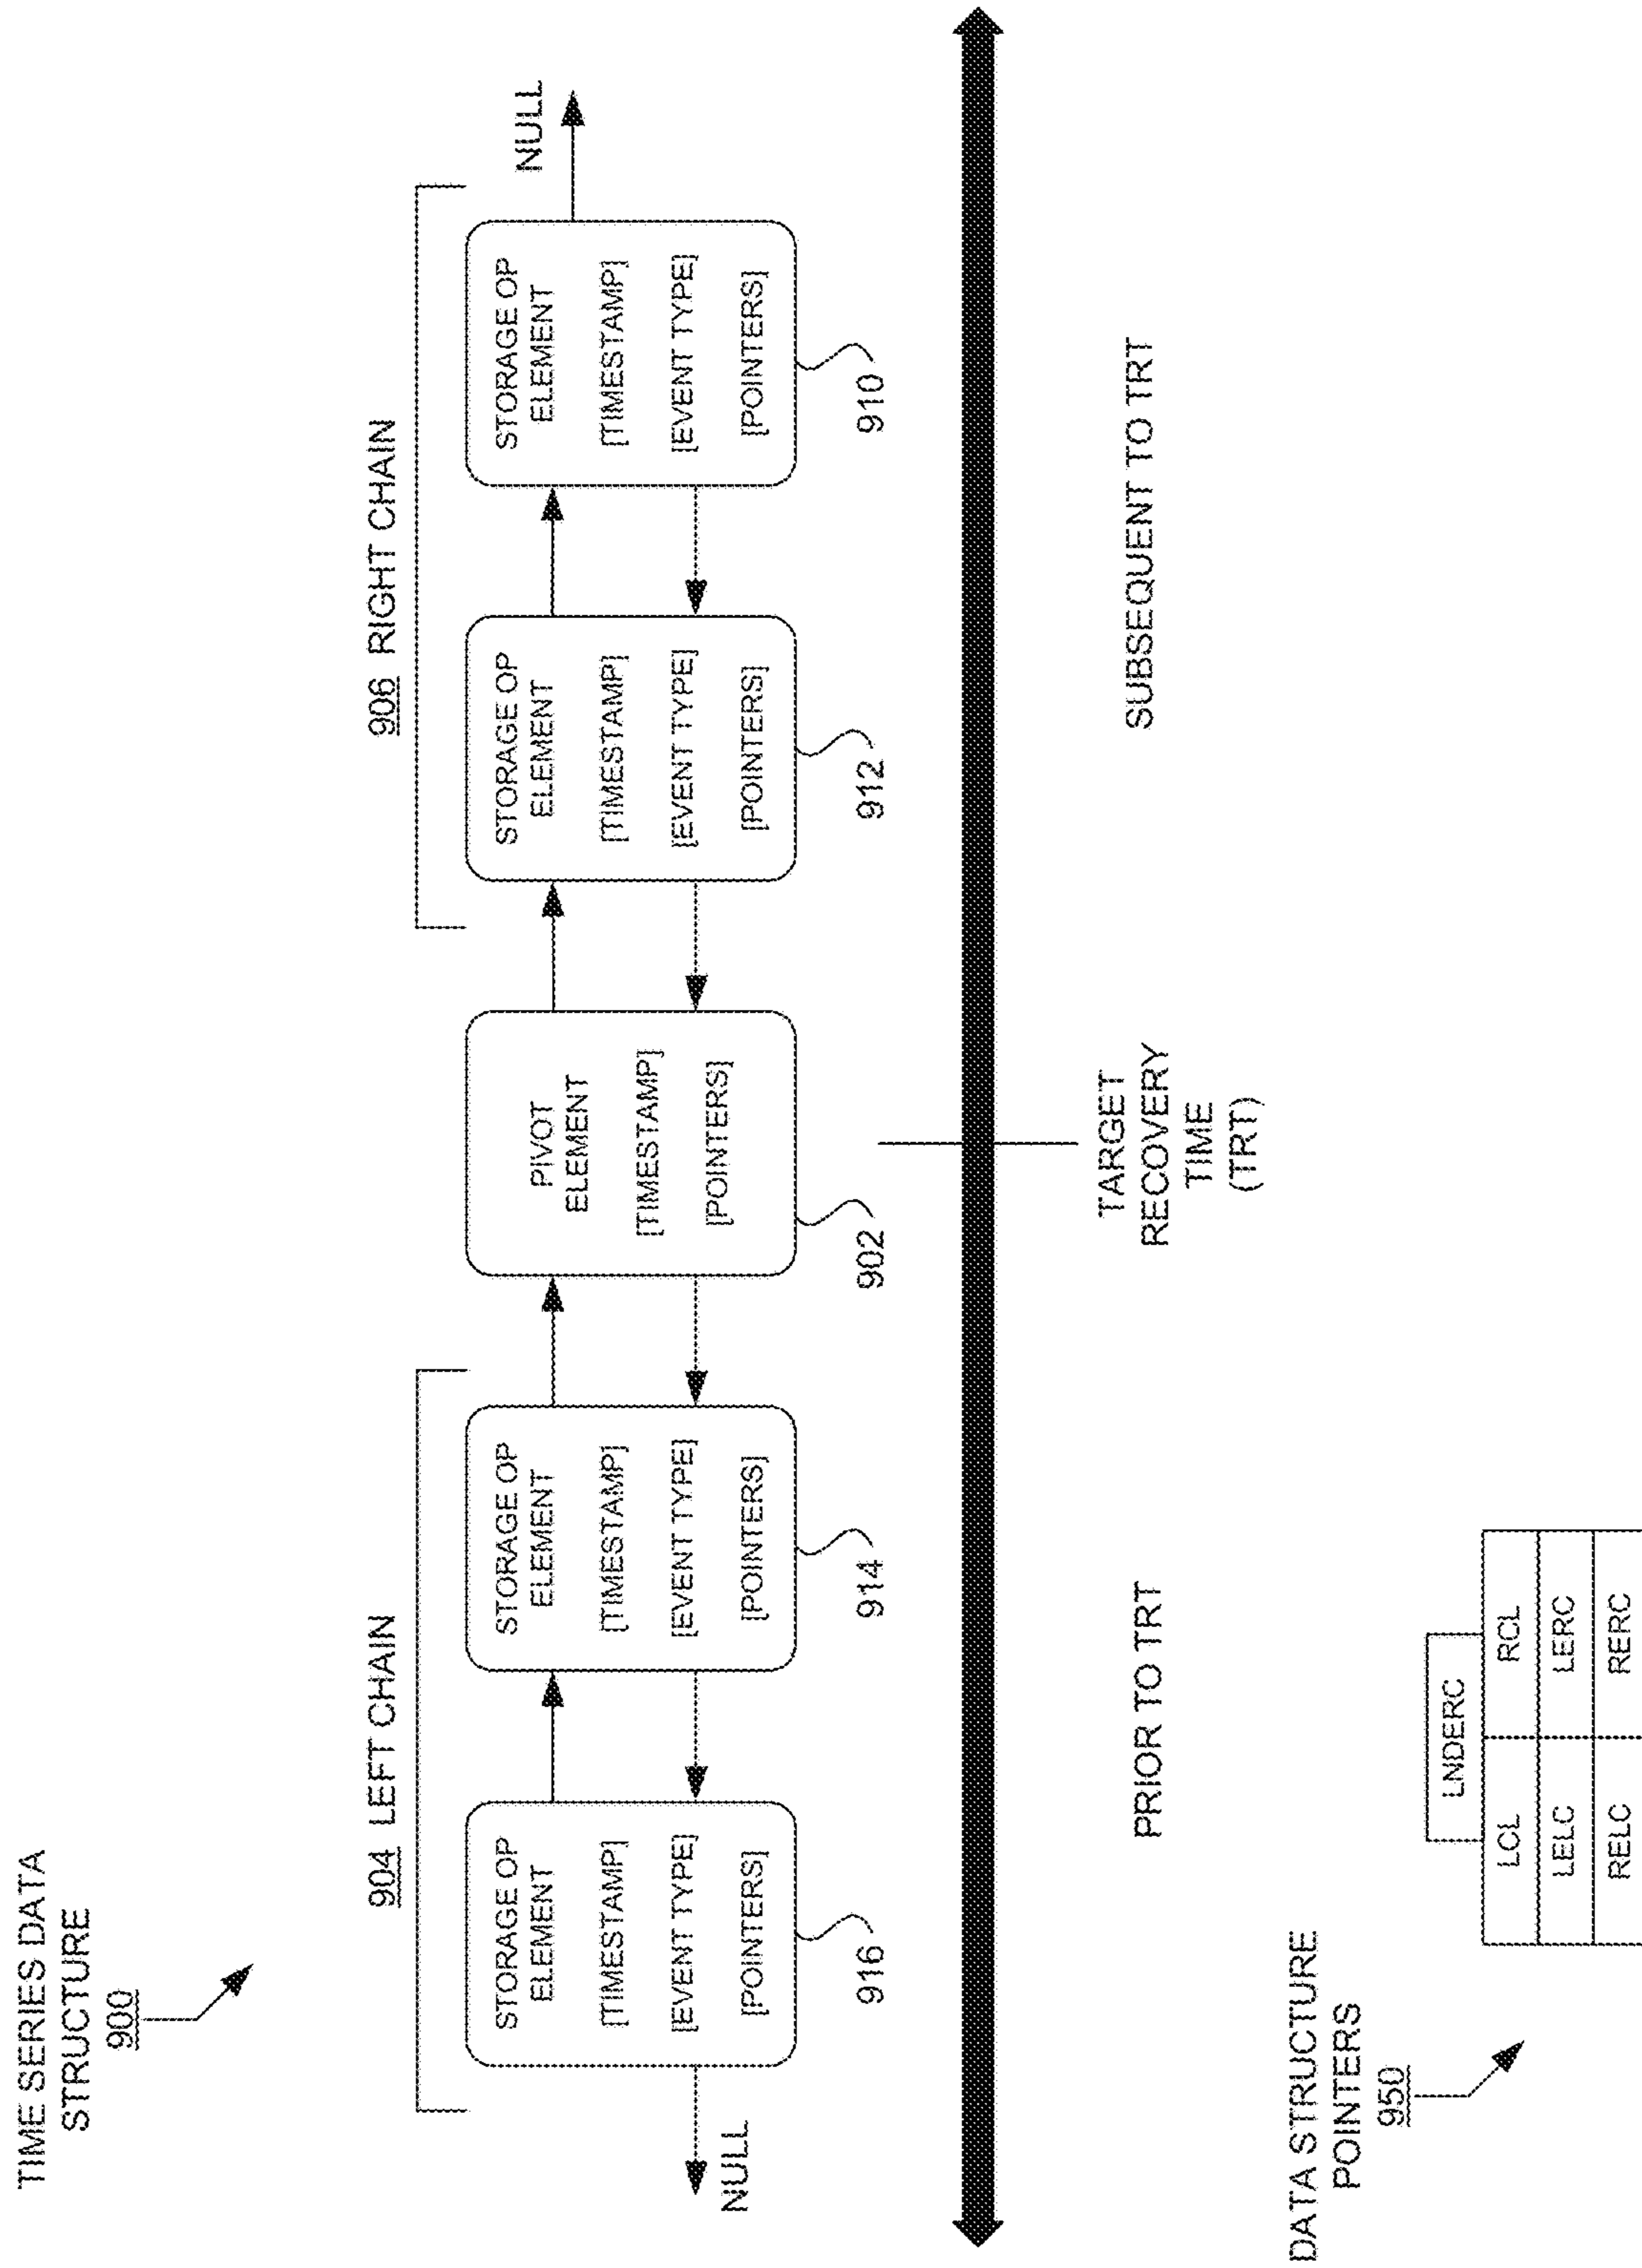 TIME SERIES DATA
STRUCTURE
900
904 LEFT CHAIN
906 RIGHT CHAIN
NULL
STORAGE OP
ELEMENT
[TIMESTAMP]
[EVENT TYPE]
[POINTERS]
916
STORAGE OP
ELEMENT
[TIMESTAMP]
[EVENT TYPE]
[POINTERS]
914
PIVOT
ELEMENT
[TIMESTAMP]
[POINTERS]
902
STORAGE OP
ELEMENT
[TIMESTAMP]
[EVENT TYPE]
[POINTERS]
912
STORAGE OP
ELEMENT
[TIMESTAMP]
[EVENT TYPE]
[POINTERS]
910
NULL
PRIOR TO TRT
TARGET
RECOVERY
TIME
(TRT)
SUBSEQUENT TO TRT
DATA STRUCTURE
POINTERS
950
LNDERC
LCL RCL
LELC LERC
RELC RERC